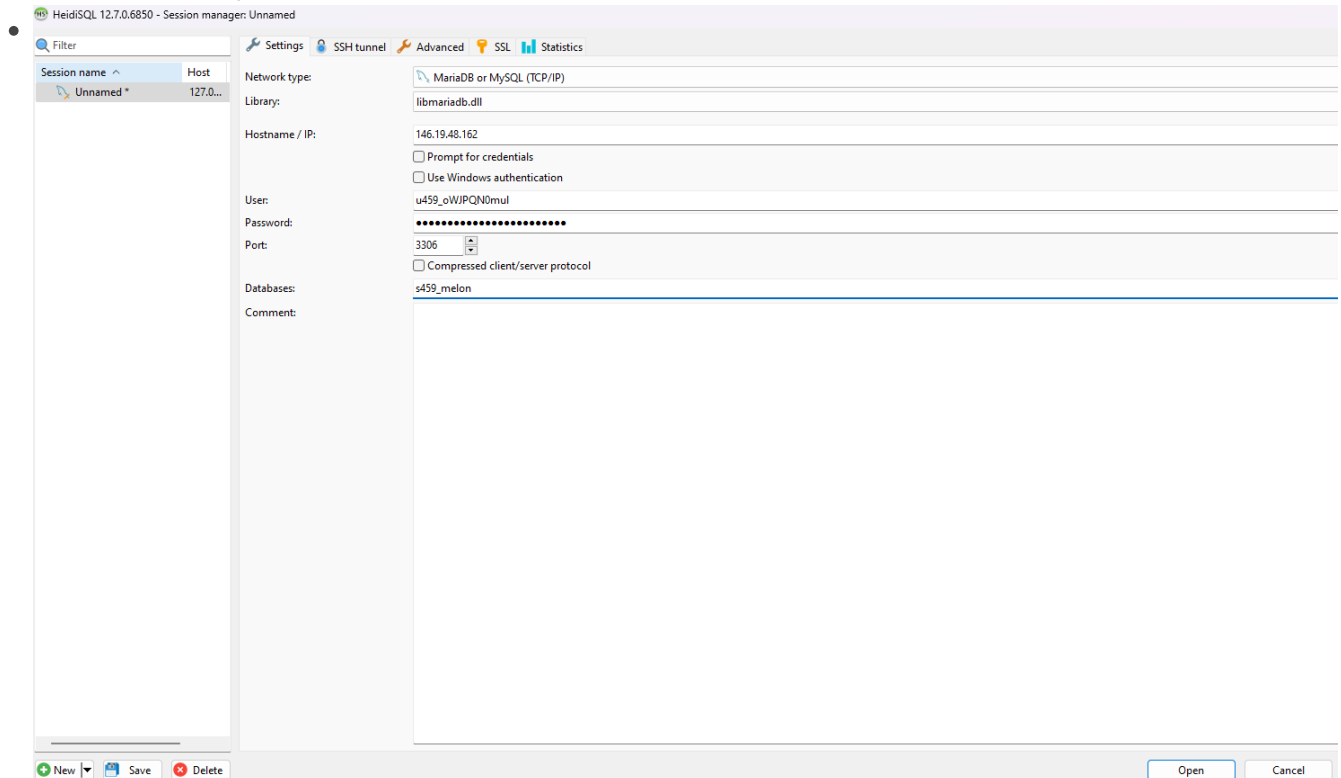 HeidiSQL 12.7.0.6850 - Session manager: Unnamed
Filter
Settings SSH tunnel Advanced SSL Statistics
Session name Host
Unnamed * 127.0...
Network type: MariaDB or MySQL (TCP/IP)
Library: libmariadb.dll
Hostname / IP: 146.19.48.162
Prompt for credentials
Use Windows authentication
User: u459_oWJPQN0mul
Password: ●●●●●●●●●●●●●●●●●●●●●●●●
Port: 3306
Compressed client/server protocol
Databases: s459_melon
Comment:
New Save Delete Open Cancel